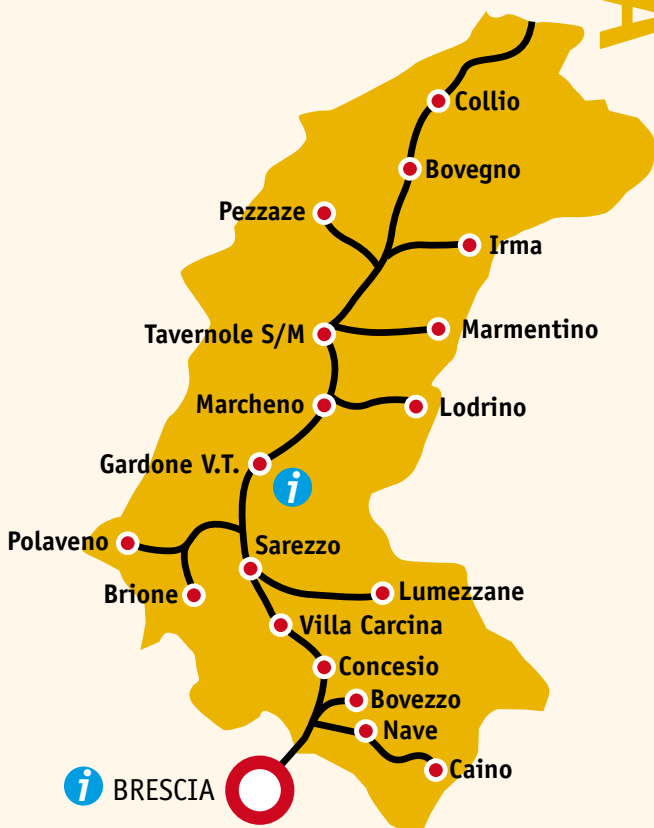 Collio
Bovegno
Pezzaze
Irma
Tavernole S/M
Marmentino
Marcheno
Lodrino
Gardone V.T.
i
Polaveno
Sarezzo
Brione
Lumezzane
Villa Carcina
Concesio
Bovezzo
Nave
Caino
i BRESCIA